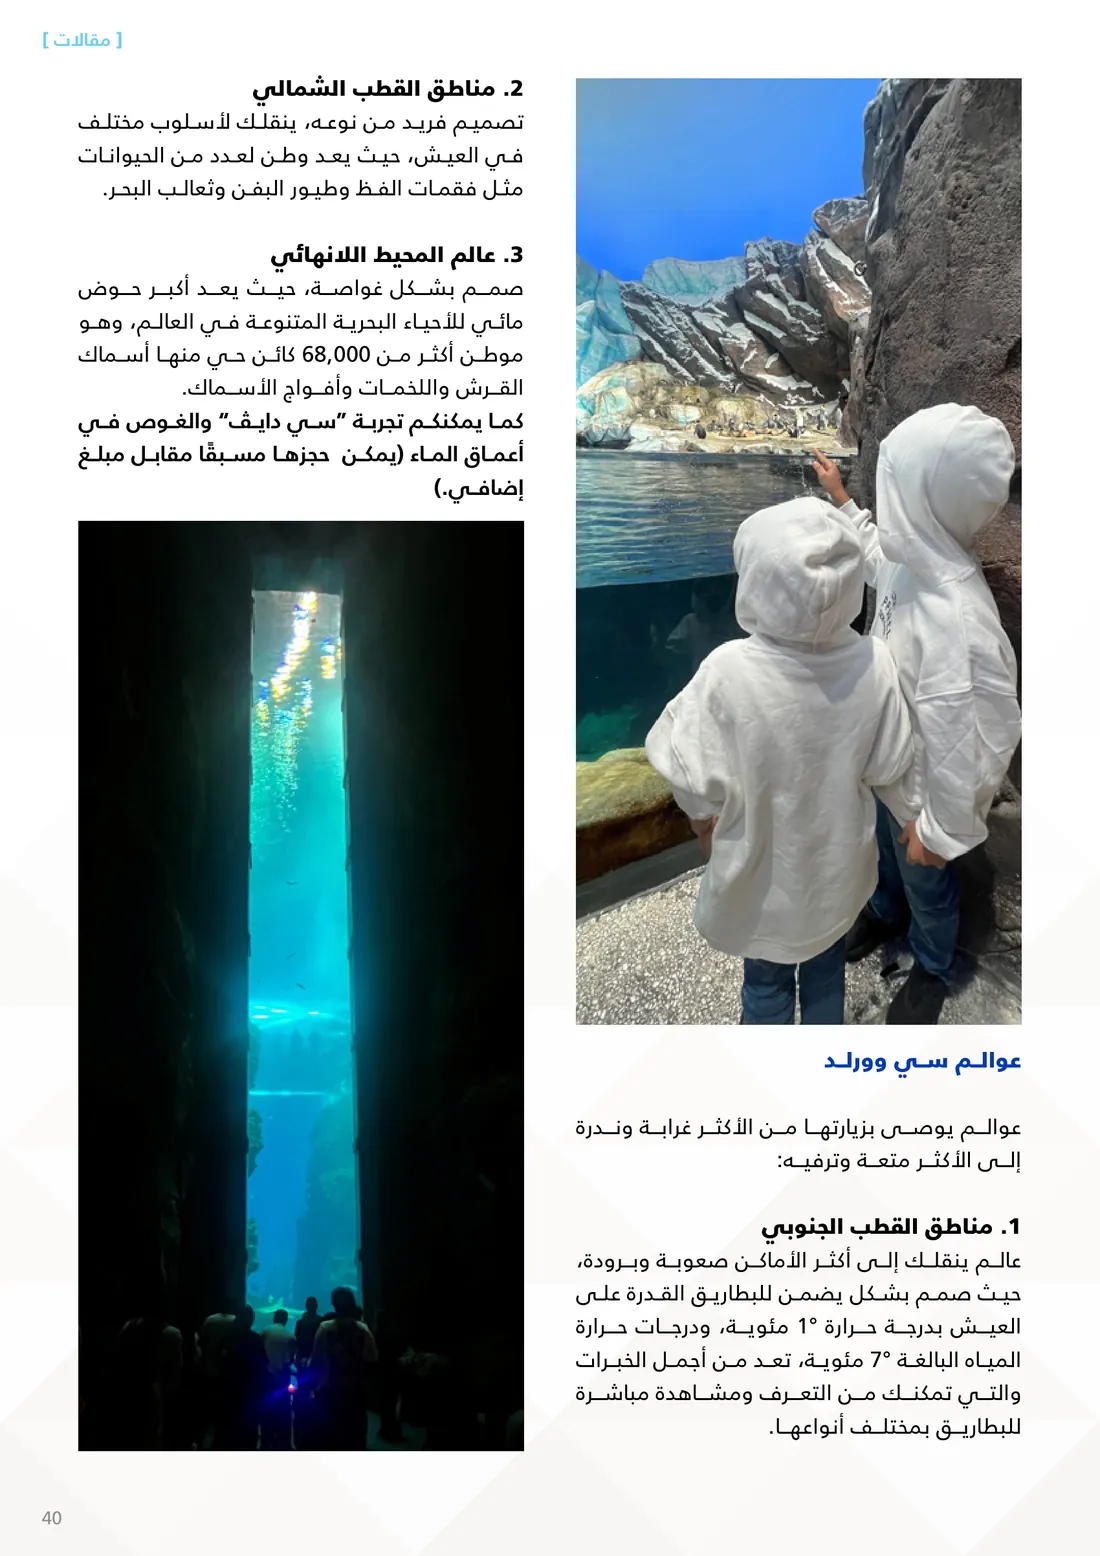 [ مقالات ]
عوالم سي وورلد
عوالم يوصى بزيارتها من الأكثر غرابة وندرة
إلى الأكثر متعة وترفيه:
1. مناطق القطب الجنوبي
عالم ينقلك إلى أكثر الأماكن صعوبة وبرودة،
حيث صمم بشكل يضمن للبطاريق القدرة على
العيش بدرجة حرارة °1 مئوية، ودرجات حرارة
المياه البالغة °7 مئوية، تعد من أجمل الخبرات
والتي تمكنك من التعرف ومشاهدة مباشرة
للبطاريق بمختلف أنواعها.
2. مناطق القطب الشمالي
تصميم فريد من نوعه، ينقلك لأسلوب مختلف
في العيش، حيث يعد وطن لعدد من الحيوانات
مثل فقمات الفظ وطيور البفن وثعالب البحر.
3. عالم المحيط اللانهائي
صمم بشكل غواصة، حيث يعد أكبر حوض
مائي للأحياء البحرية المتنوعة في العالم، وهو
موطن أكثر من 68,000 كائن حي منها أسماك
القرش واللخمات وأفواج الأسماك.
كما يمكنكم تجربة "سي دايڤ" والغوص في
أعماق الماء (يمكن حجزها مسبقًا مقابل مبلغ
إضافي.)
40